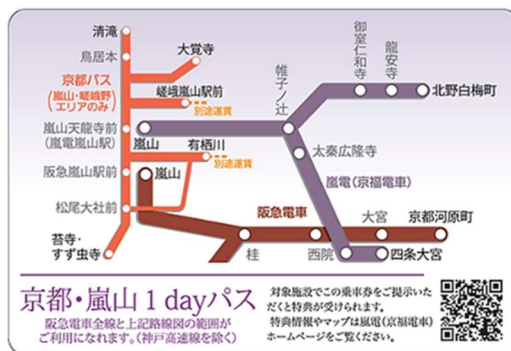 清滝
鳥居本
大覚寺
京都バス
(嵐山・嵯峨野
エリアのみ)
嵯峨嵐山駅前
別途運賃
嵐山天龍寺前
(嵐電嵐山駅)
嵐山
有栖川
別途運賃
阪急嵐山駅前
嵐山
松尾大社前
苔寺・
すず虫寺
帷子ノ辻
御室仁和寺
龍安寺
北野白梅町
太秦広隆寺
嵐電(京福電車)
阪急電車
大宮
京都河原町
桂
西院
四条大宮
京都・嵐山 1 dayパス
阪急電車全線と上記路線図の範囲が
ご利用になれます。(神戸高速線を除く)
対象施設でこの乗車券をご提示いた
だくと特典が受けられます。
特典情報やマップは嵐電(京福電車)
ホームページをご覧ください。